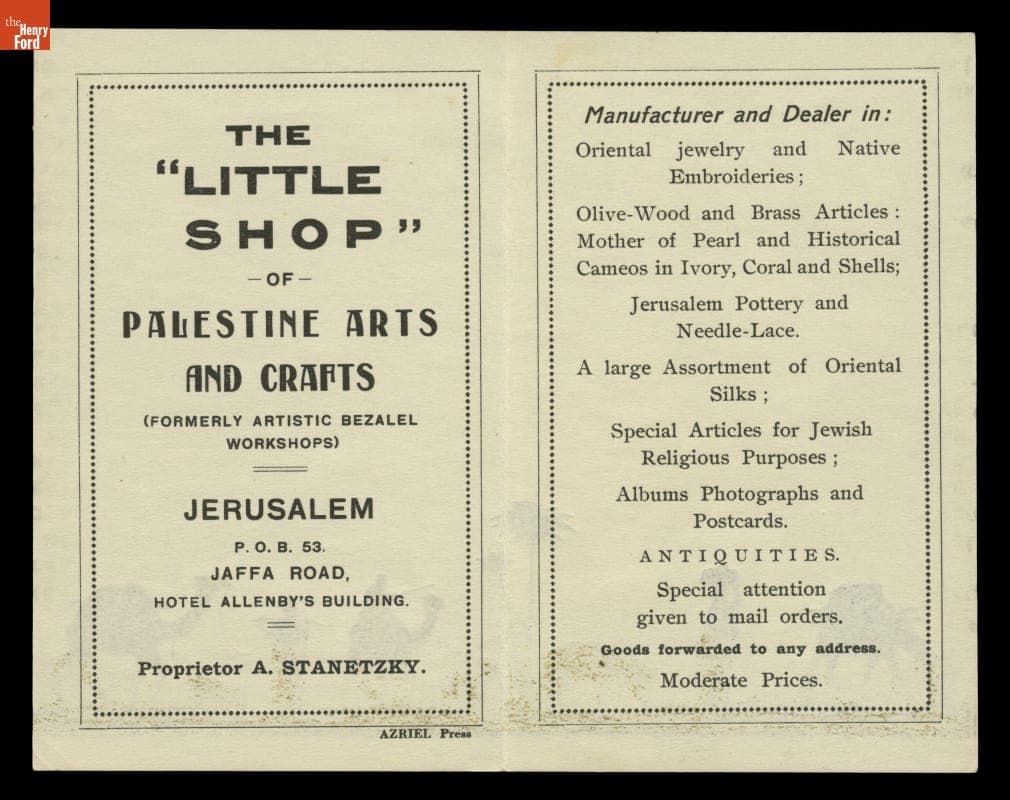 the
Henry
Ford
THE
"LITTLE
SHOP"
— OF —
PALESTINE ARTS
AND CRAFTS
(FORMERLY ARTISTIC BEZALEL
WORKSHOPS)
JERUSALEM
P. O. B. 53.
JAFFA ROAD,
HOTEL ALLENBY'S BUILDING.
Proprietor A. STANETZKY.
AZRIEL Press
Manufacturer and Dealer in:
Oriental jewelry and Native
Embroideries ;
Olive-Wood and Brass Articles :
Mother of Pearl and Historical
Cameos in Ivory, Coral and Shells;
Jerusalem Pottery and
Needle-Lace.
A large Assortment of Oriental
Silks ;
Special Articles for Jewish
Religious Purposes ;
Albums Photographs and
Postcards.
ANTIQUITIES.
Special attention
given to mail orders.
Goods forwarded to any address.
Moderate Prices.